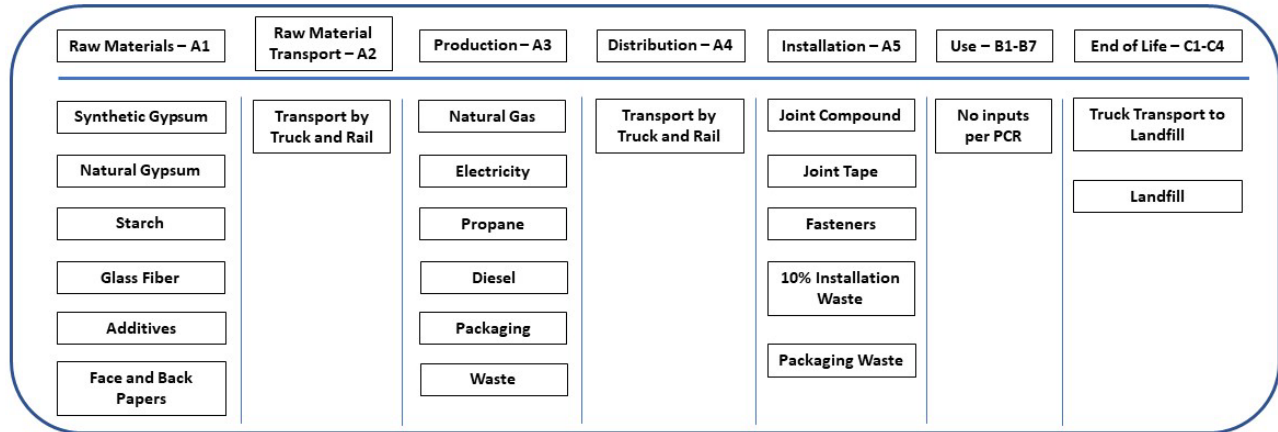 Raw Materials – A1
Raw Material
Transport – A2
Production – A3
Distribution – A4
Installation – A5
Use – B1-B7
End of Life – C1-C4
Synthetic Gypsum
Natural Gypsum
Starch
Glass Fiber
Additives
Face and Back
Papers
Transport by
Truck and Rail
Natural Gas
Electricity
Propane
Diesel
Packaging
Waste
Transport by
Truck and Rail
Joint Compound
Joint Tape
Fasteners
10% Installation
Waste
Packaging Waste
No inputs
per PCR
Truck Transport to
Landfill
Landfill